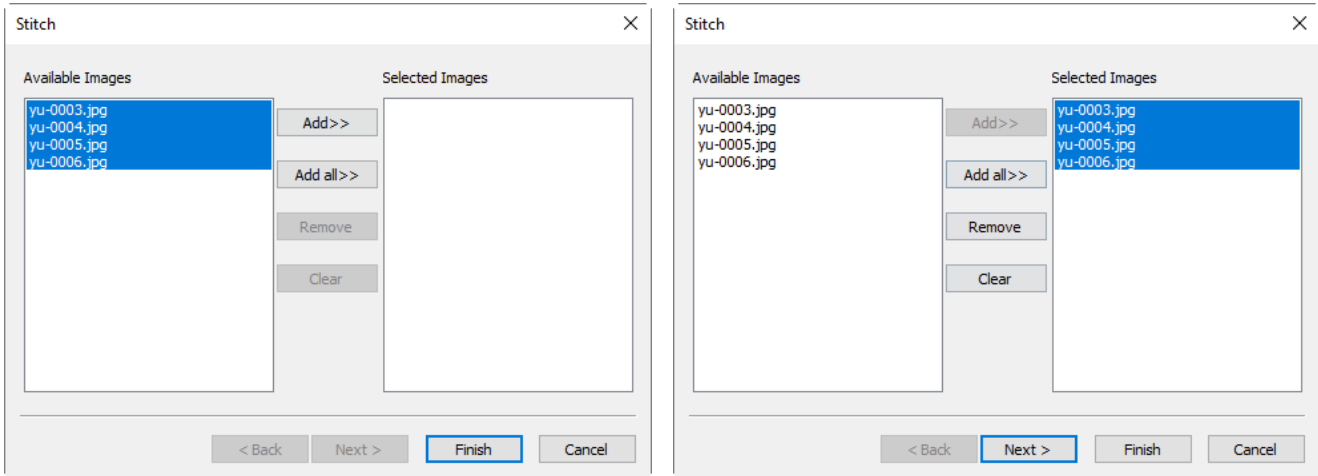 Stitch
Available Images
Selected Images
yu-0003.jpg
yu-0004.jpg
yu-0005.jpg
yu-0006.jpg
Add>>
Add all>>
Remove
Clear
< Back
Next >
Finish
Cancel
Stitch
Available Images
Selected Images
yu-0003.jpg
yu-0004.jpg
yu-0005.jpg
yu-0006.jpg
Add>>
Add all>>
Remove
Clear
yu-0003.jpg
yu-0004.jpg
yu-0005.jpg
yu-0006.jpg
< Back
Next >
Finish
Cancel